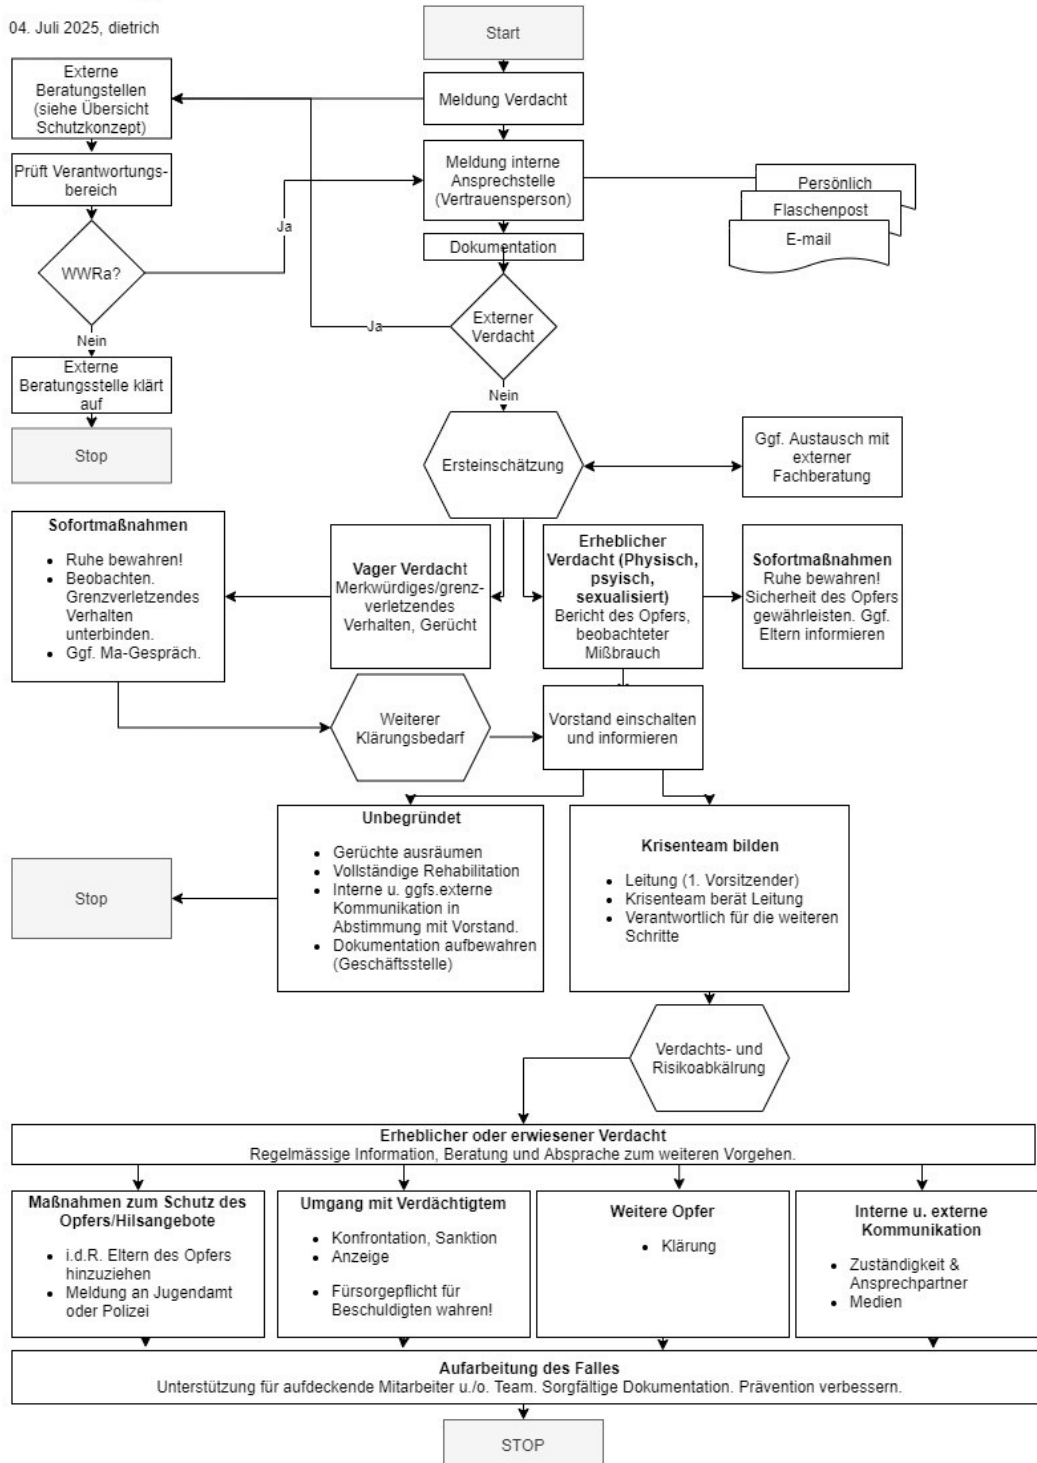 04. Juli 2025, dietrich
Start
Externe
Beratungstellen
(siehe Übersicht
Schutzkonzept)
Meldung Verdacht
Prüft Verantwortungs-
bereich
Meldung interne
Ansprechstelle
(Vertrauensperson)
Persönlich
Flaschenpost
E-mail
Ja
Dokumentation
WWRa?
Externer
Verdacht
Ja
Nein
Externe
Beratungsstelle klärt
auf
Nein
Stop
Ersteinschätzung
Ggf. Austausch mit
externer
Fachberatung
Sofortmaßnahmen
• Ruhe bewahren!
• Beobachten.
Grenzverletzendes
Verhalten
unterbinden.
• Ggf. Ma-Gespräch.
Vager Verdacht
Merkwürdiges/grenz-
verletzendes
Verhalten, Gerücht
Erheblicher
Verdacht (Physisch,
psyisch,
sexualisiert)
Bericht des Opfers,
beobachteter
Mißbrauch
Sofortmaßnahmen
Ruhe bewahren!
Sicherheit des Opfers
gewährleisten. Ggf.
Eltern informieren
Weiterer
Klärungsbedarf
Vorstand einschalten
und informieren
Unbegründet
• Gerüchte ausräumen
• Vollständige Rehabilitation
• Interne u. ggfs.externe
Kommunikation in
Abstimmung mit Vorstand.
• Dokumentation aufbewahren
(Geschäftsstelle)
Krisenteam bilden
• Leitung (1. Vorsitzender)
• Krisenteam berät Leitung
• Verantwortlich für die weiteren
Schritte
Stop
Verdachts- und
Risikoabkälrung
Erheblicher oder erwiesener Verdacht
Regelmässige Information, Beratung und Absprache zum weiteren Vorgehen.
Maßnahmen zum Schutz des
Opfers/Hilsangebote
• i.d.R. Eltern des Opfers
hinzuziehen
• Meldung an Jugendamt
oder Polizei
Umgang mit Verdächtigtem
• Konfrontation, Sanktion
• Anzeige
• Fürsorgepflicht für
Beschuldigten wahren!
Weitere Opfer
• Klärung
Interne u. externe
Kommunikation
• Zuständigkeit &
Ansprechpartner
• Medien
Aufarbeitung des Falles
Unterstützung für aufdeckende Mitarbeiter u./o. Team. Sorgfältige Dokumentation. Prävention verbessern.
STOP